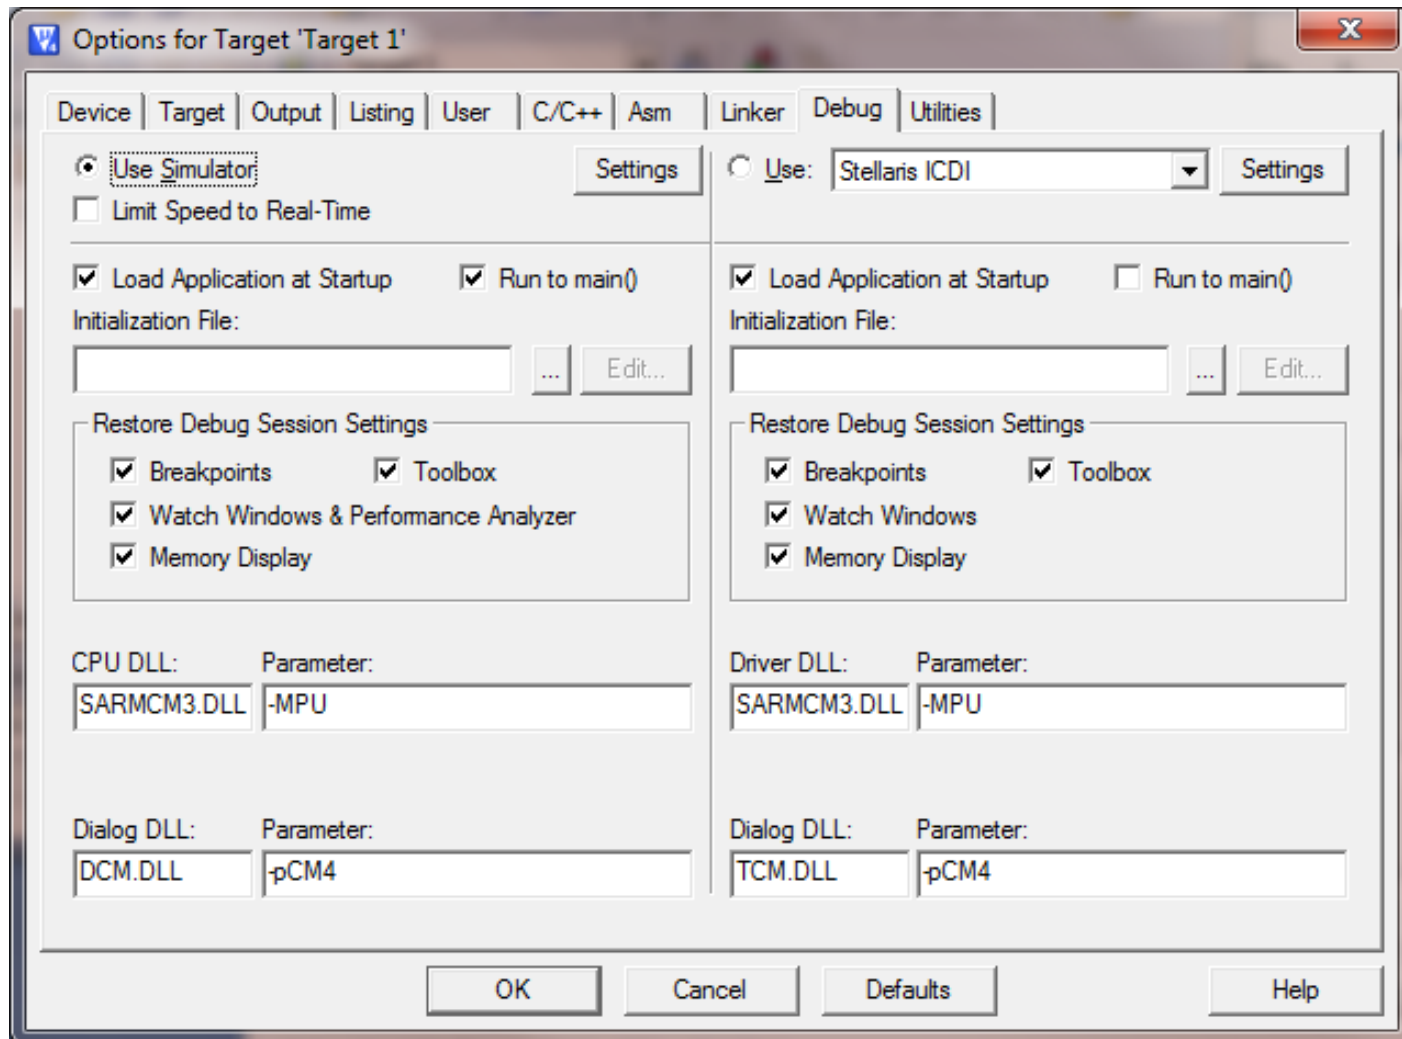 Options for Target 'Target 1'
Device Target Output Listing User C/C++ Asm Linker Debug Utilities
Use Simulator Settings Use: Stellaris ICDI Settings
Limit Speed to Real-Time
Load Application at Startup Run to main() Load Application at Startup Run to main()
Initialization File: Initialization File:
... Edit... ... Edit...
Restore Debug Session Settings Restore Debug Session Settings
Breakpoints Toolbox Breakpoints Toolbox
Watch Windows & Performance Analyzer Watch Windows
Memory Display Memory Display
CPU DLL: Parameter: Driver DLL: Parameter:
SARMCM3.DLL -MPU SARMCM3.DLL -MPU
Dialog DLL: Parameter: Dialog DLL: Parameter:
DCM.DLL -pCM4 TCM.DLL -pCM4
OK Cancel Defaults Help